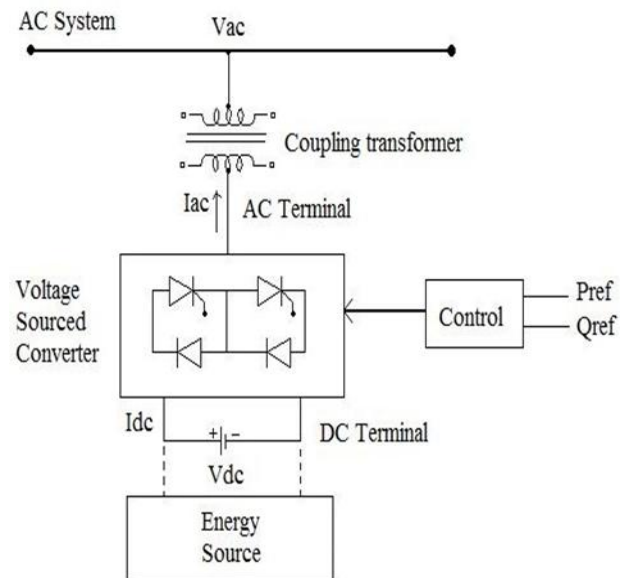 AC System
Vac
Coupling transformer
Iac
AC Terminal
Voltage
Sourced
Converter
Control
Pref
Qref
Idc
+ −
DC Terminal
Vdc
Energy
Source